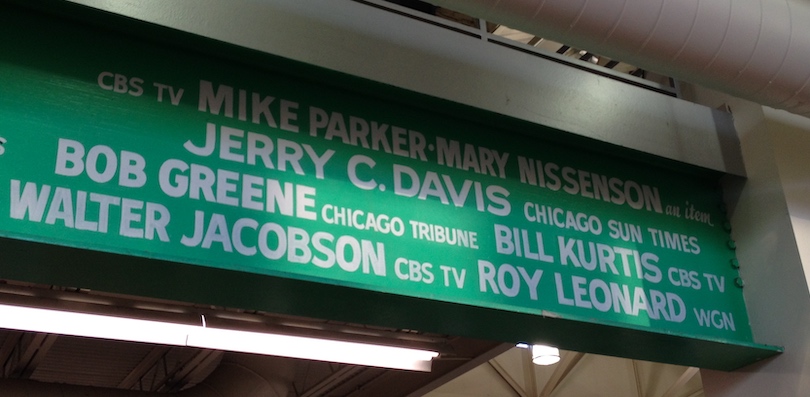 CBS TV MIKE PARKER·MARY NISSENSON an item
JERRY C. DAVIS CHICAGO SUN TIMES
BOB GREENE CHICAGO TRIBUNE BILL KURTIS CBS TV
WALTER JACOBSON CBS TV ROY LEONARD WGN